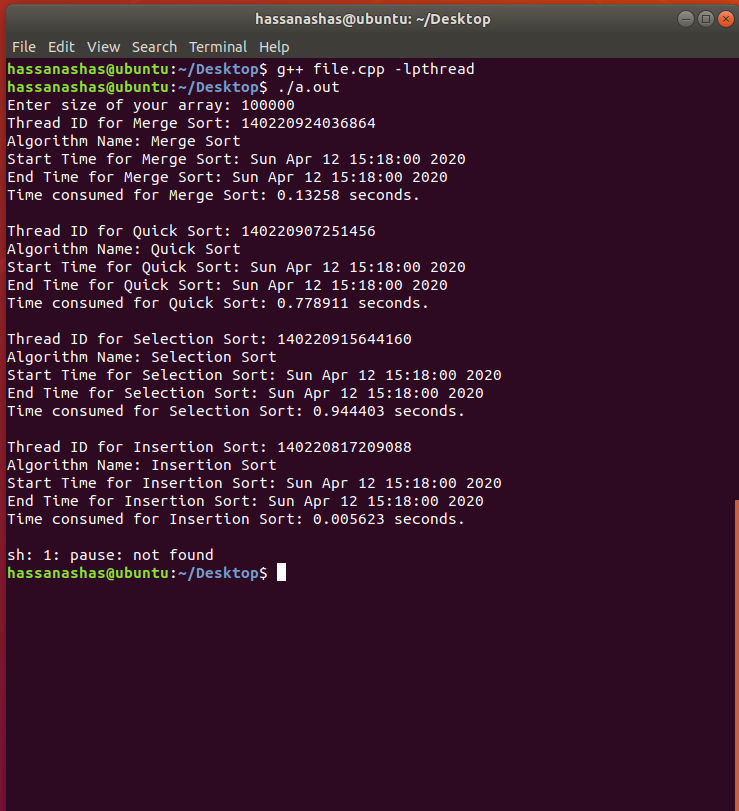 hassanashas@ubuntu: ~/Desktop
File Edit View Search Terminal Help
hassanashas@ubuntu:~/Desktop$ g++ file.cpp -lpthread
hassanashas@ubuntu:~/Desktop$ ./a.out
Enter size of your array: 100000
Thread ID for Merge Sort: 140220924036864
Algorithm Name: Merge Sort
Start Time for Merge Sort: Sun Apr 12 15:18:00 2020
End Time for Merge Sort: Sun Apr 12 15:18:00 2020
Time consumed for Merge Sort: 0.13258 seconds.

Thread ID for Quick Sort: 140220907251456
Algorithm Name: Quick Sort
Start Time for Quick Sort: Sun Apr 12 15:18:00 2020
End Time for Quick Sort: Sun Apr 12 15:18:00 2020
Time consumed for Quick Sort: 0.778911 seconds.

Thread ID for Selection Sort: 140220915644160
Algorithm Name: Selection Sort
Start Time for Selection Sort: Sun Apr 12 15:18:00 2020
End Time for Selection Sort: Sun Apr 12 15:18:00 2020
Time consumed for Selection Sort: 0.944403 seconds.

Thread ID for Insertion Sort: 140220817209088
Algorithm Name: Insertion Sort
Start Time for Insertion Sort: Sun Apr 12 15:18:00 2020
End Time for Insertion Sort: Sun Apr 12 15:18:00 2020
Time consumed for Insertion Sort: 0.005623 seconds.

sh: 1: pause: not found
hassanashas@ubuntu:~/Desktop$